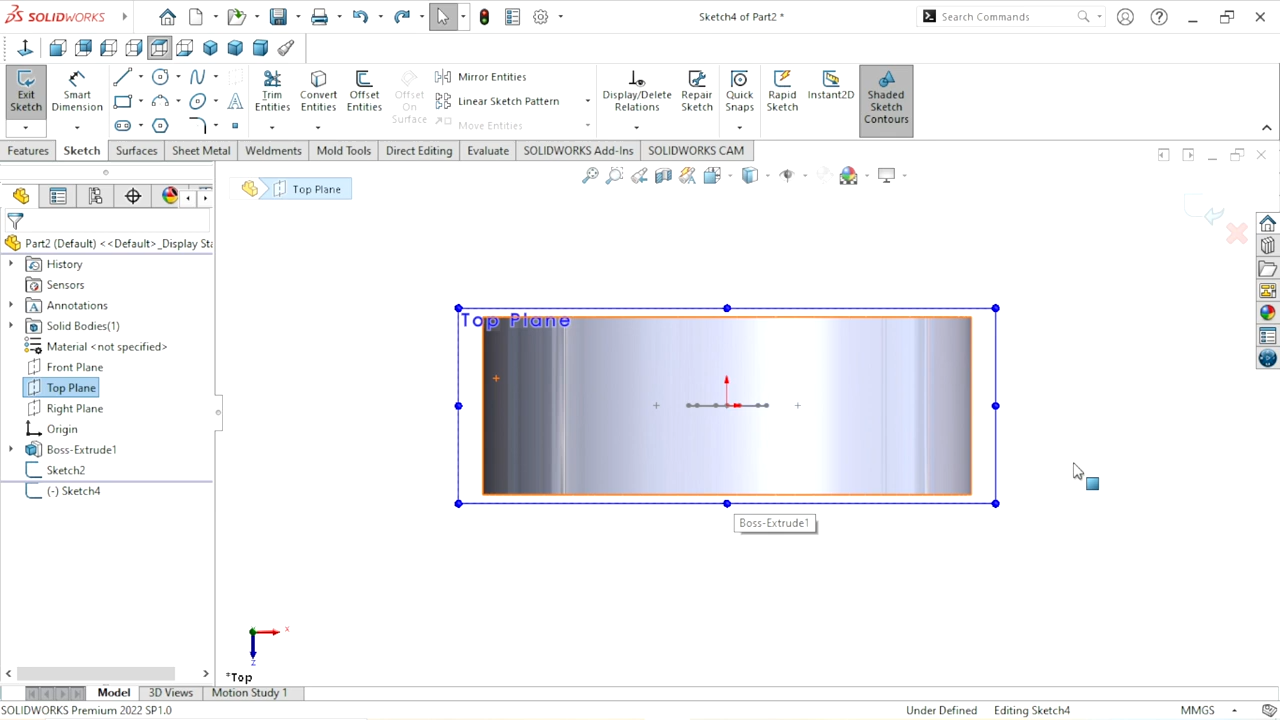 SOLIDWORKS
Sketch4 of Part2 *
Search Commands
Exit Sketch
Smart Dimension
Trim Entities
Convert Entities
Offset Entities
Offset On Surface
Mirror Entities
Linear Sketch Pattern
Move Entities
Display/Delete Relations
Repair Sketch
Quick Snaps
Rapid Sketch
Instant2D
Shaded Sketch Contours
Features
Sketch
Surfaces
Sheet Metal
Weldments
Mold Tools
Direct Editing
Evaluate
SOLIDWORKS Add-Ins
SOLIDWORKS CAM
Top Plane
Part2 (Default) <<Default>_Display Sta
History
Sensors
Annotations
Solid Bodies(1)
Material <not specified>
Front Plane
Top Plane
Right Plane
Origin
Boss-Extrude1
Sketch2
(-) Sketch4
Top Plane
Boss-Extrude1
X
Z
*Top
Model
3D Views
Motion Study 1
SOLIDWORKS Premium 2022 SP1.0
Under Defined
Editing Sketch4
MMGS